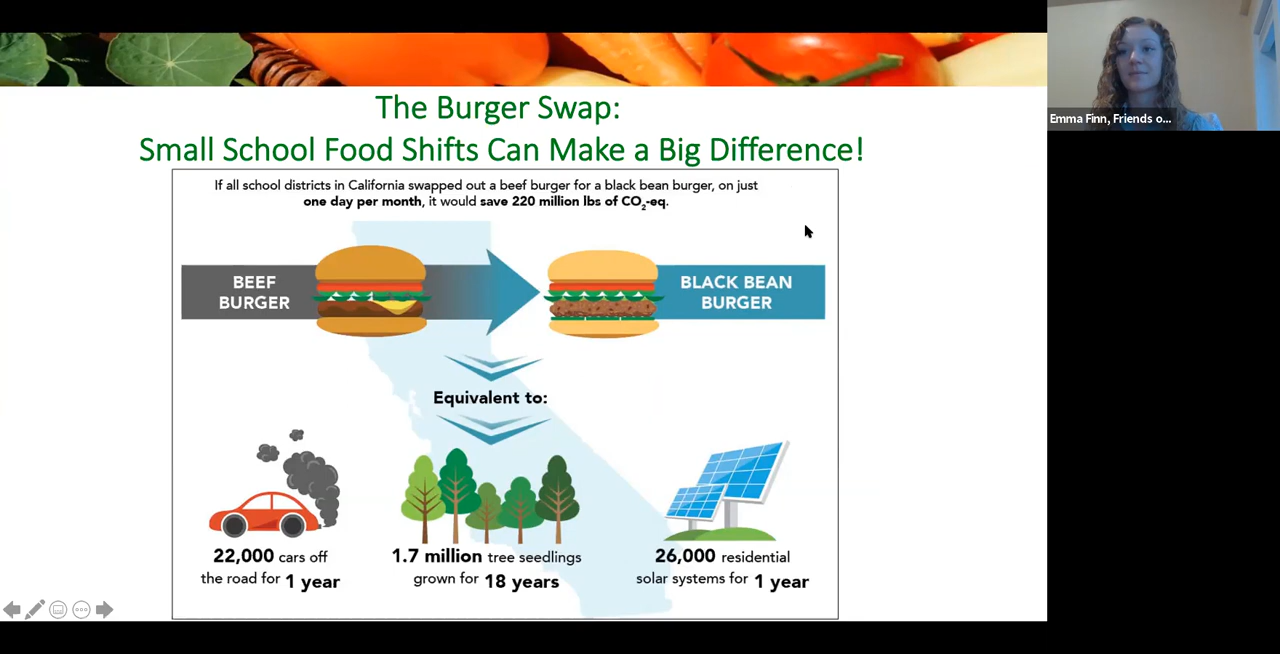 The Burger Swap:
Small School Food Shifts Can Make a Big Difference!
If all school districts in California swapped out a beef burger for a black bean burger, on just
one day per month, it would save 220 million lbs of CO₂-eq.
BEEF
BURGER
BLACK BEAN
BURGER
Equivalent to:
22,000 cars off
the road for 1 year
1.7 million tree seedlings
grown for 18 years
26,000 residential
solar systems for 1 year
Emma Finn, Friends o...